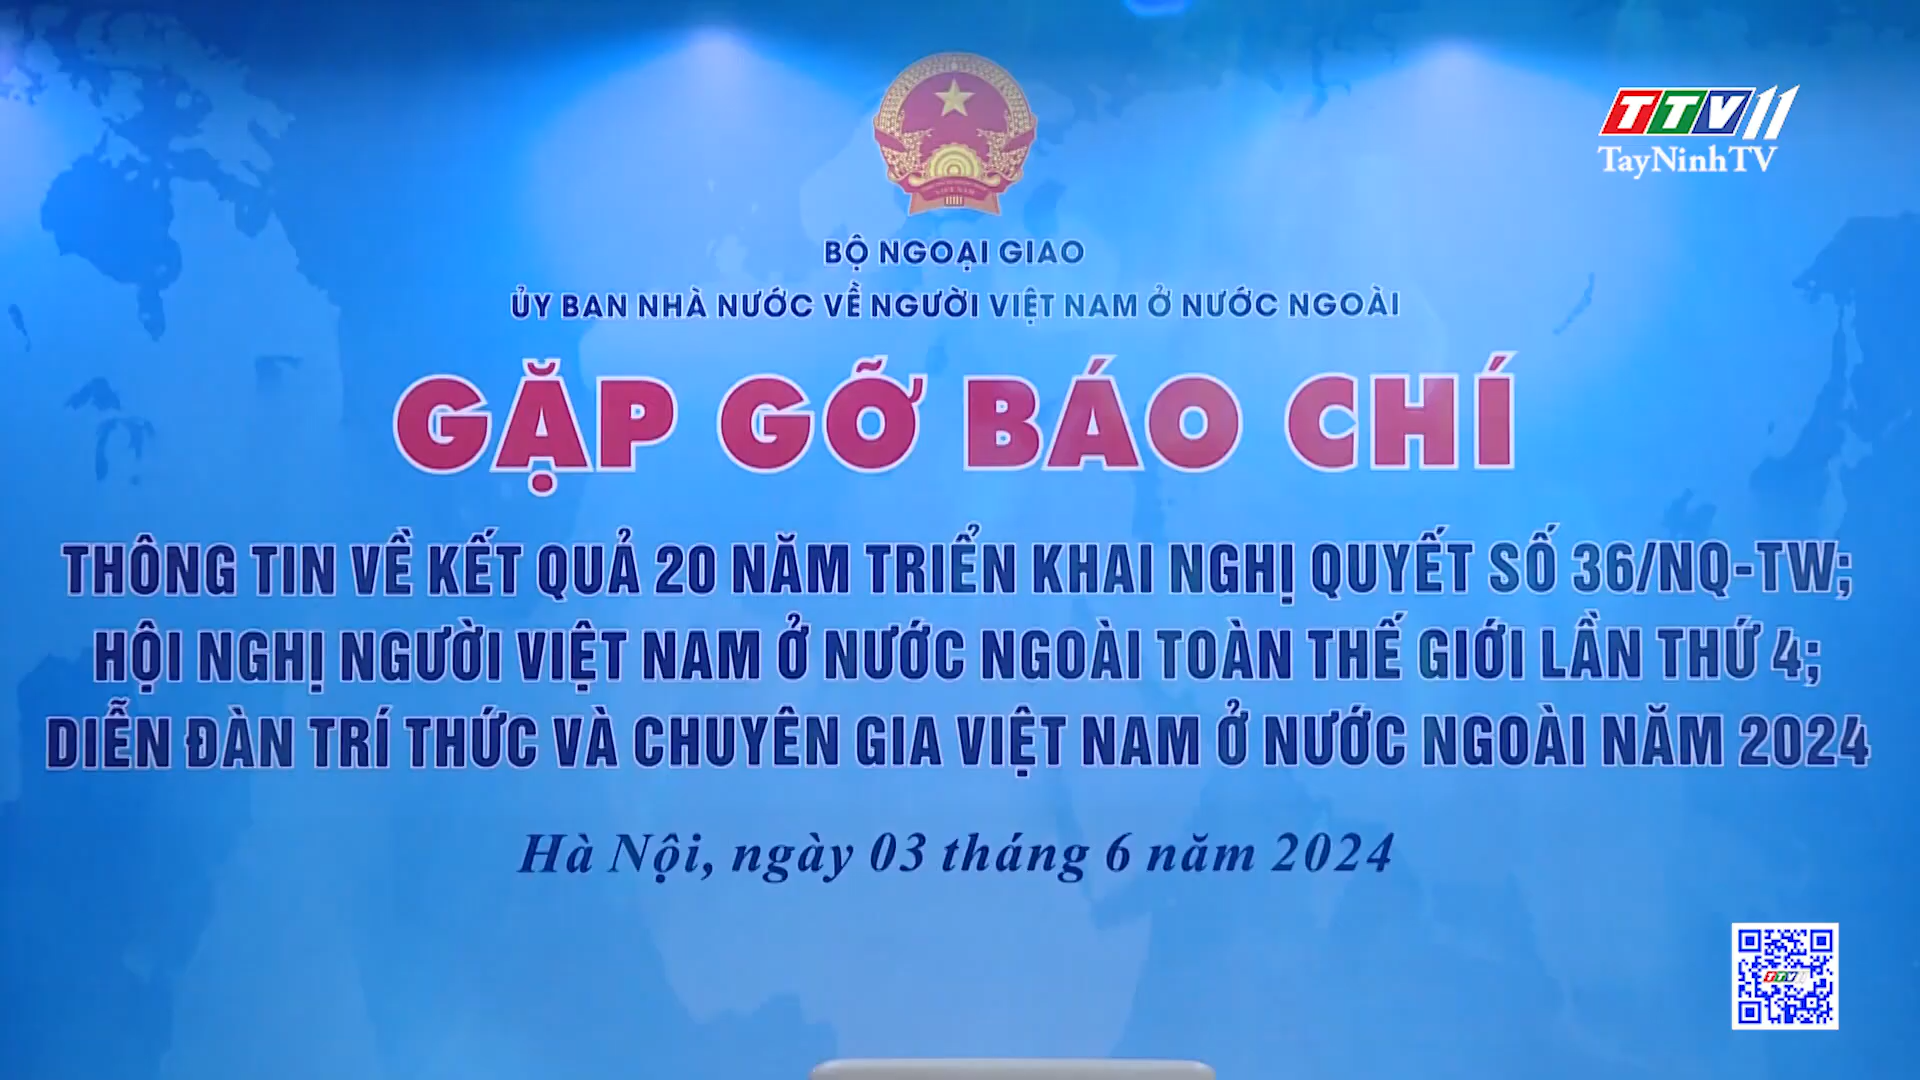 TTV11
TayNinhTV
BỘ NGOẠI GIAO
ỦY BAN NHÀ NƯỚC VỀ NGƯỜI VIỆT NAM Ở NƯỚC NGOÀI
GẶP GỠ BÁO CHÍ
THÔNG TIN VỀ KẾT QUẢ 20 NĂM TRIỂN KHAI NGHỊ QUYẾT SỐ 36/NQ-TW;
HỘI NGHỊ NGƯỜI VIỆT NAM Ở NƯỚC NGOÀI TOÀN THẾ GIỚI LẦN THỨ 4;
DIỄN ĐÀN TRÍ THỨC VÀ CHUYÊN GIA VIỆT NAM Ở NƯỚC NGOÀI NĂM 2024
Hà Nội, ngày 03 tháng 6 năm 2024
TTV11